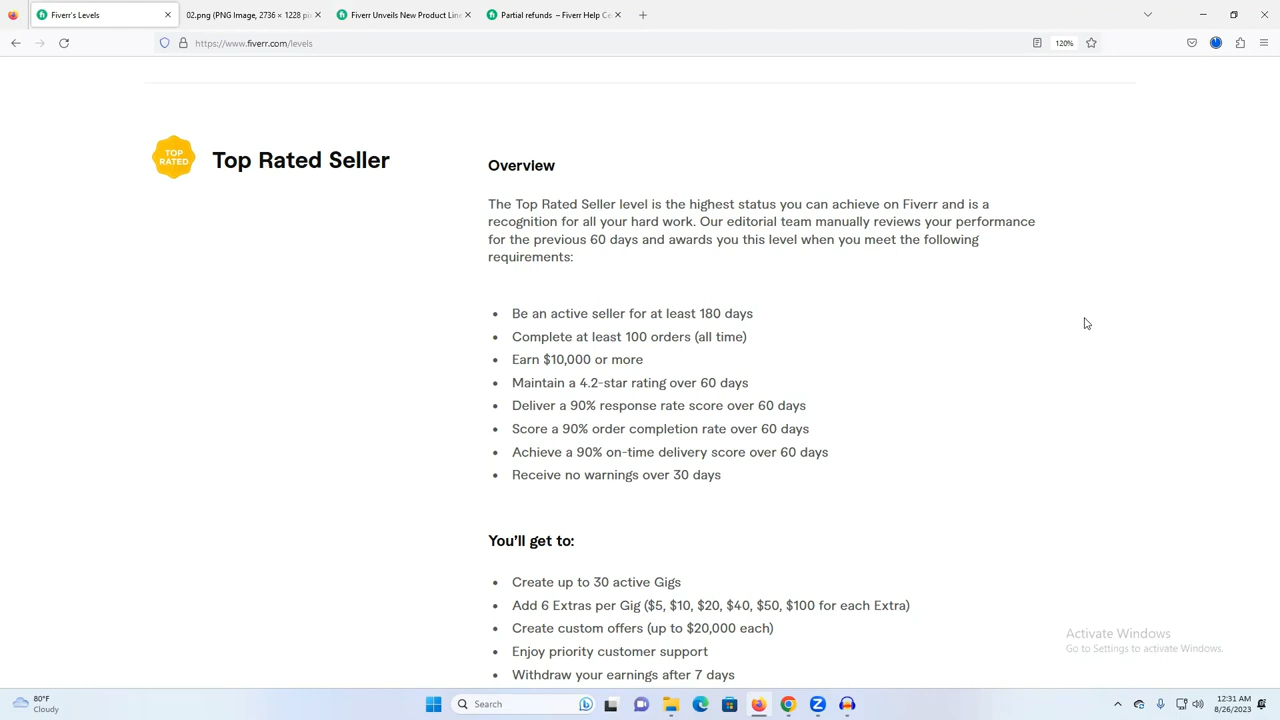 Fiverr's Levels
02.png (PNG Image, 2736 × 1228 pi
Fiverr Unveils New Product Line
Partial refunds – Fiverr Help Ce
https://www.fiverr.com/levels
120%
TOP
RATED
Top Rated Seller
Overview
The Top Rated Seller level is the highest status you can achieve on Fiverr and is a
recognition for all your hard work. Our editorial team manually reviews your performance
for the previous 60 days and awards you this level when you meet the following
requirements:
• Be an active seller for at least 180 days
• Complete at least 100 orders (all time)
• Earn $10,000 or more
• Maintain a 4.2-star rating over 60 days
• Deliver a 90% response rate score over 60 days
• Score a 90% order completion rate over 60 days
• Achieve a 90% on-time delivery score over 60 days
• Receive no warnings over 30 days
You'll get to:
• Create up to 30 active Gigs
• Add 6 Extras per Gig ($5, $10, $20, $40, $50, $100 for each Extra)
• Create custom offers (up to $20,000 each)
• Enjoy priority customer support
• Withdraw your earnings after 7 days
Activate Windows
Go to Settings to activate Windows.
80°F
Cloudy
Search
12:31 AM
8/26/2023